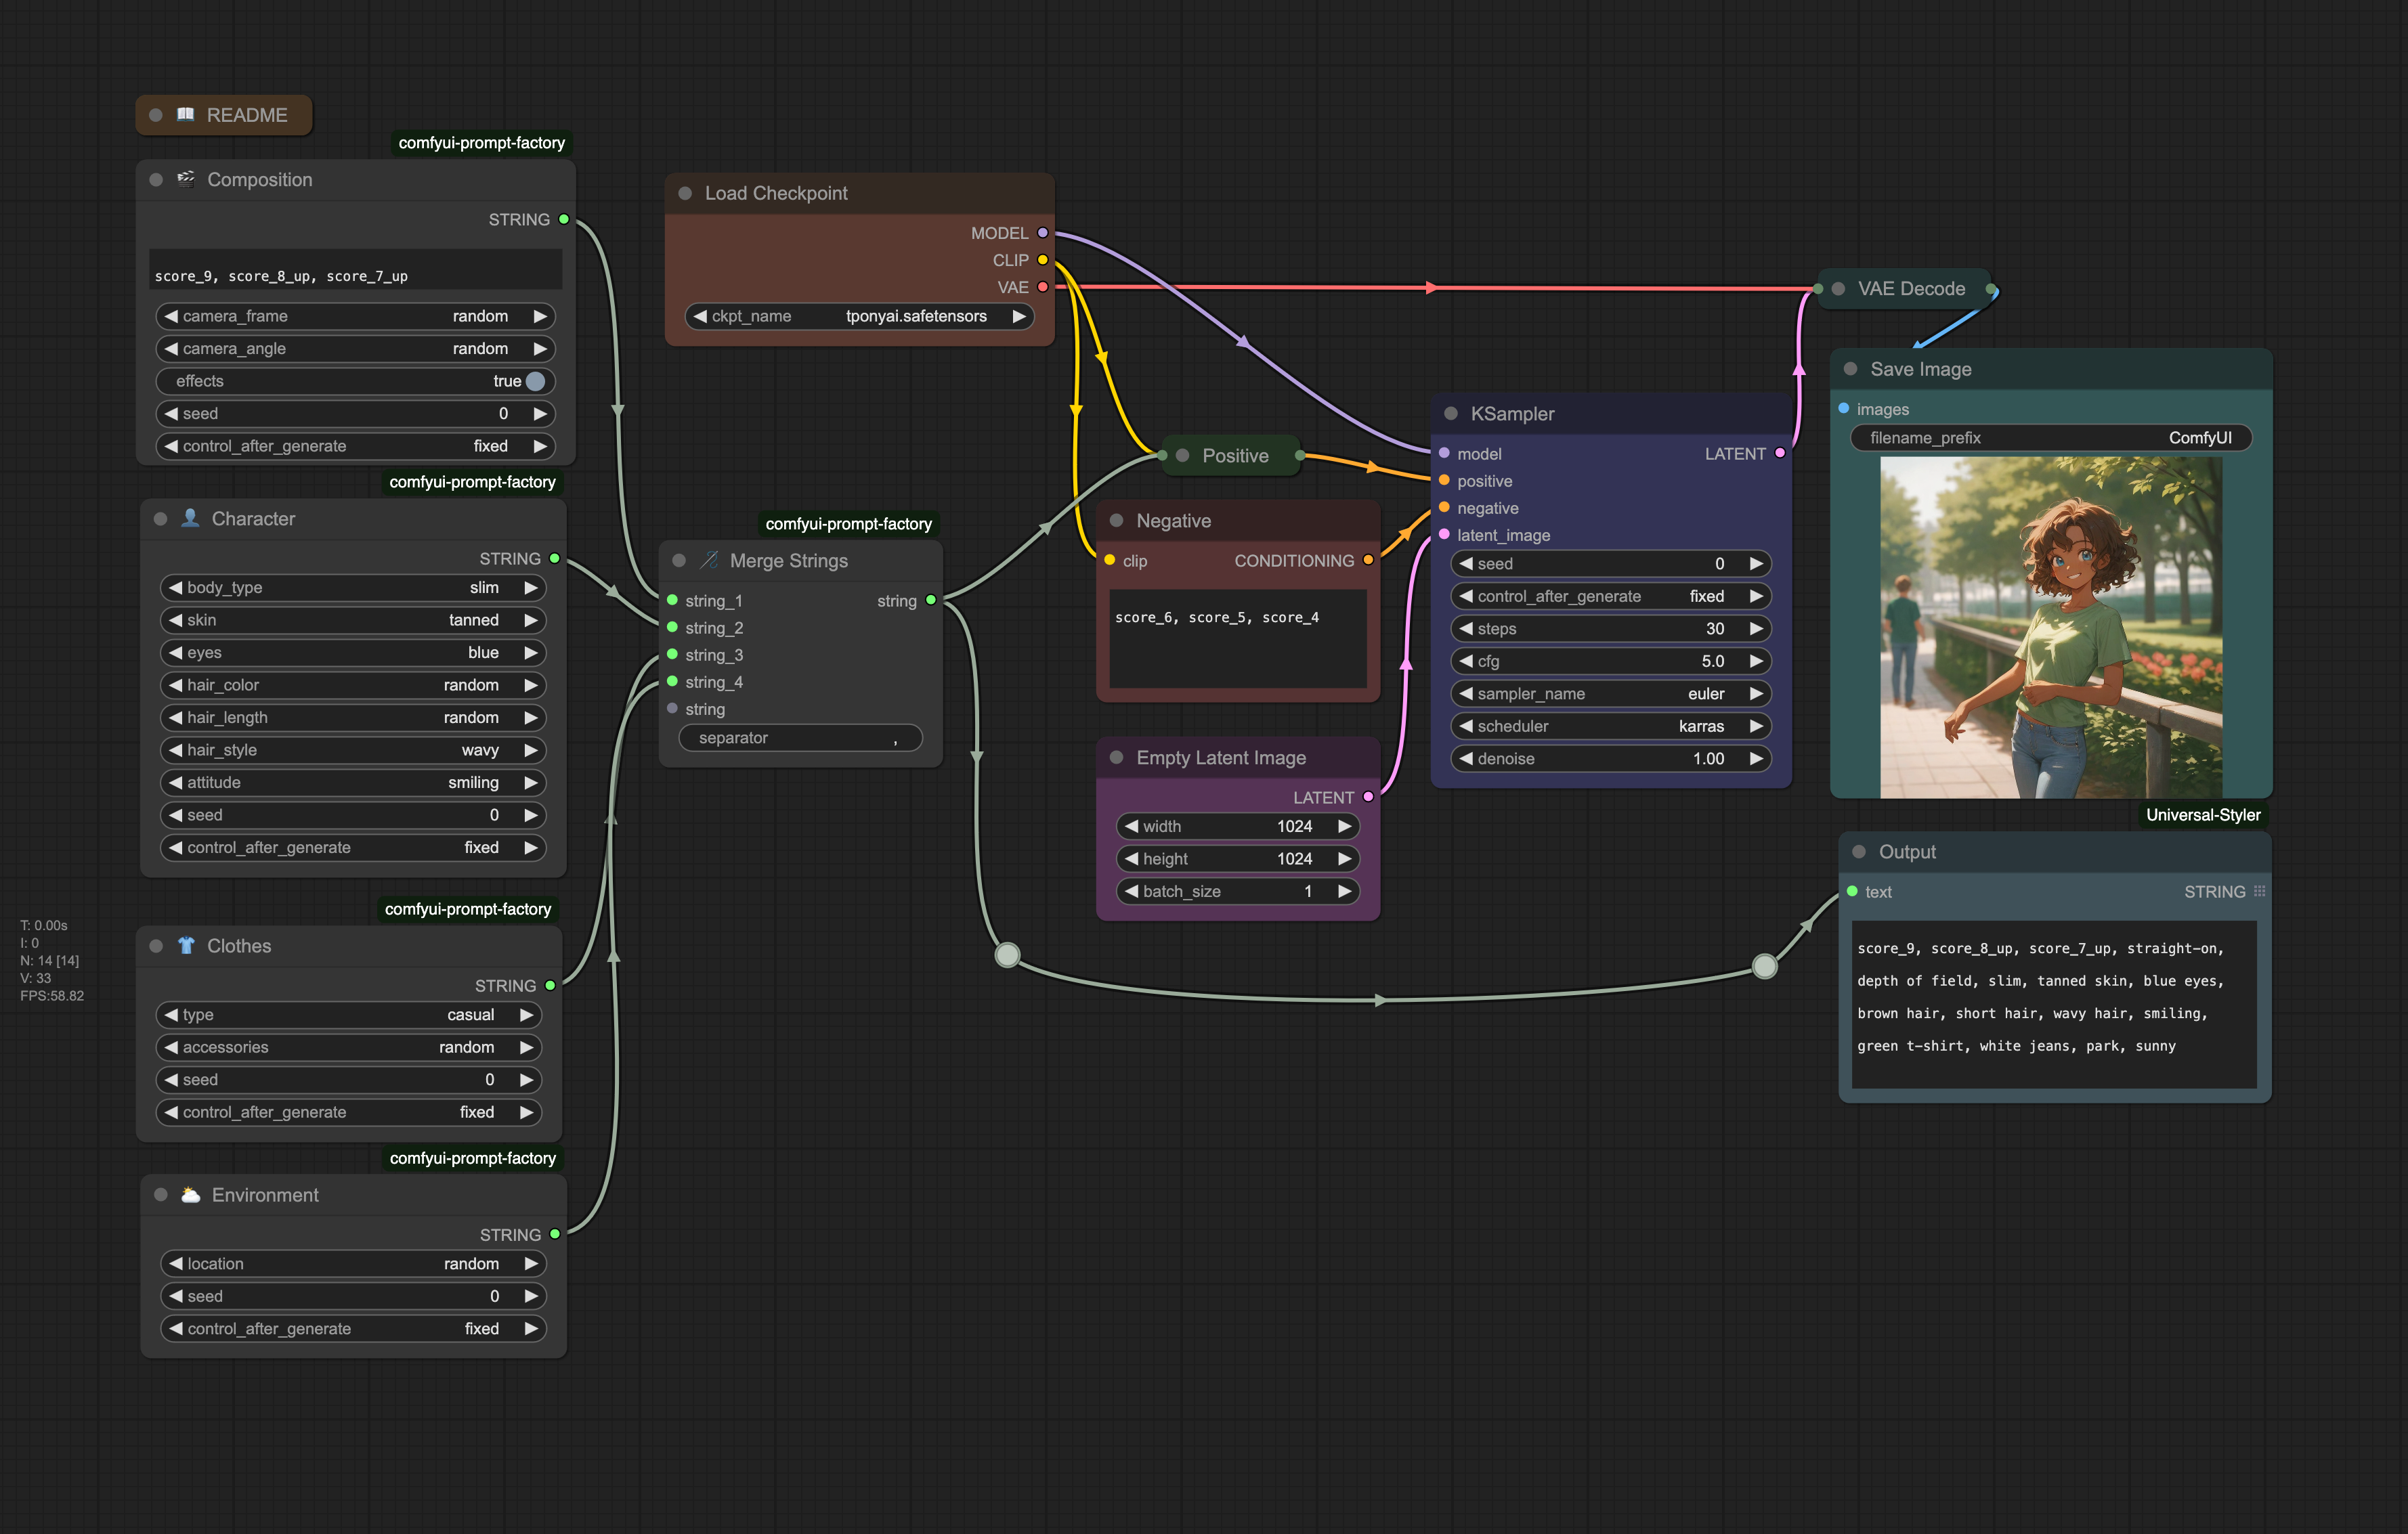 README
comfyui-prompt-factory
Composition
STRING
score_9, score_8_up, score_7_up
camera_frame random
camera_angle random
effects true
seed 0
control_after_generate fixed
comfyui-prompt-factory
Character
STRING
body_type slim
skin tanned
eyes blue
hair_color random
hair_length random
hair_style wavy
attitude smiling
seed 0
control_after_generate fixed
comfyui-prompt-factory
Clothes
STRING
type casual
accessories random
seed 0
control_after_generate fixed
comfyui-prompt-factory
Environment
STRING
location random
seed 0
control_after_generate fixed
T: 0.00s
I: 0
N: 14 [14]
V: 33
FPS:58.82
Load Checkpoint
MODEL
CLIP
VAE
ckpt_name tponyai.safetensors
comfyui-prompt-factory
Merge Strings
string_1 string
string_2
string_3
string_4
string
separator ,
Positive
Negative
clip CONDITIONING
score_6, score_5, score_4
Empty Latent Image
LATENT
width 1024
height 1024
batch_size 1
KSampler
model LATENT
positive
negative
latent_image
seed 0
control_after_generate fixed
steps 30
cfg 5.0
sampler_name euler
scheduler karras
denoise 1.00
VAE Decode
Save Image
images
filename_prefix ComfyUI
Universal-Styler
Output
text STRING
score_9, score_8_up, score_7_up, straight-on,
depth of field, slim, tanned skin, blue eyes,
brown hair, short hair, wavy hair, smiling,
green t-shirt, white jeans, park, sunny